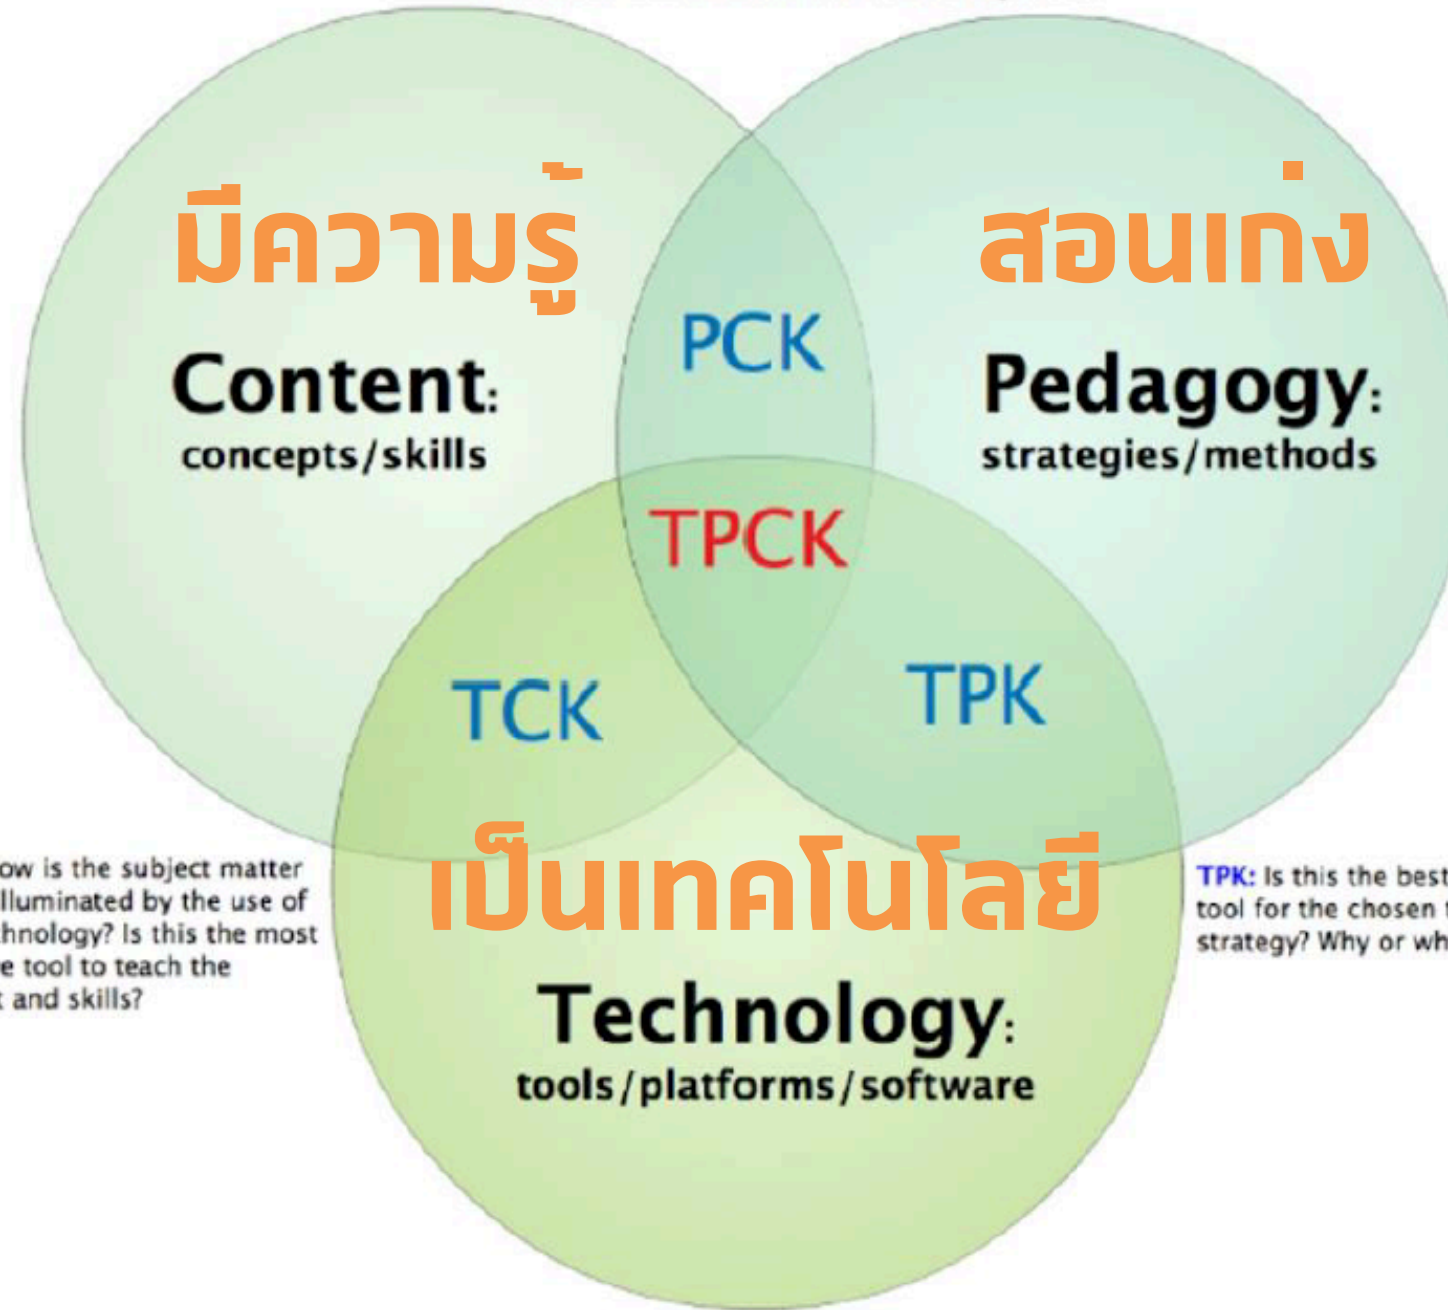 มีความรู้
Content:
concepts/skills
สอนเก่ง
Pedagogy:
strategies/methods
PCK
TPCK
TCK
TPK
เป็นเทคโนโลยี
Technology:
tools/platforms/software
ow is the subject matter
lluminated by the use of
hnology? Is this the most
e tool to teach the
t and skills?
TPK: Is this the best
tool for the chosen
strategy? Why or wh